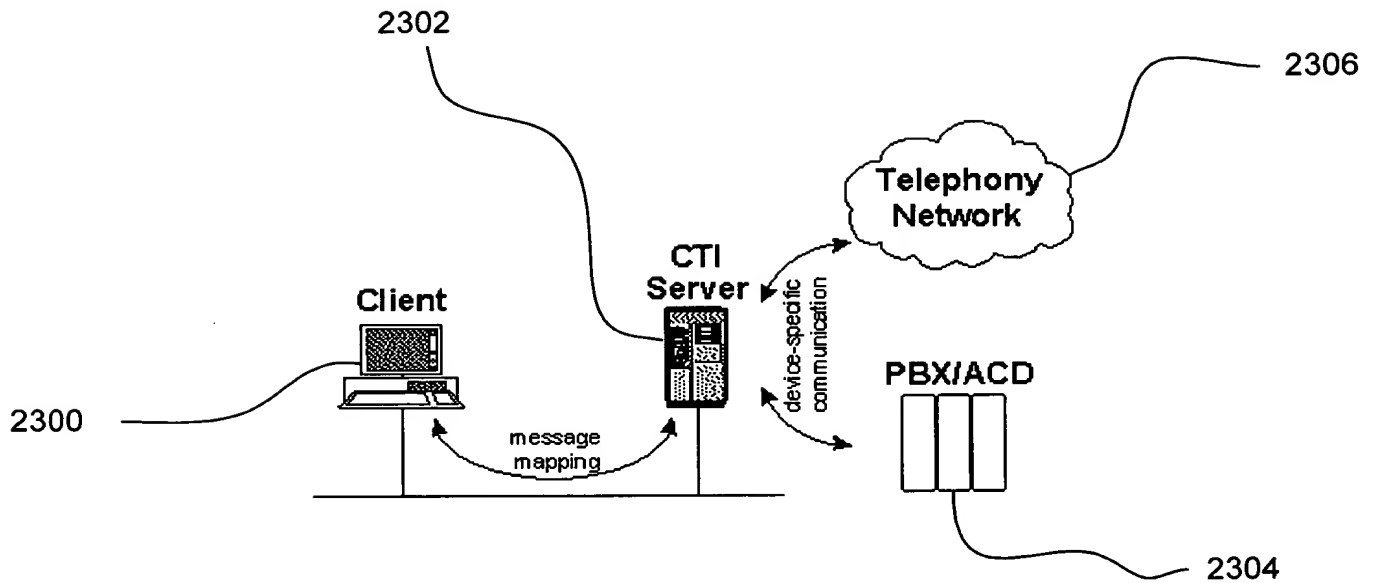 2302
2306
Telephony
Network
CTI
Server
Client
device-specific
communication
PBX/ACD
2300
message
mapping
2304